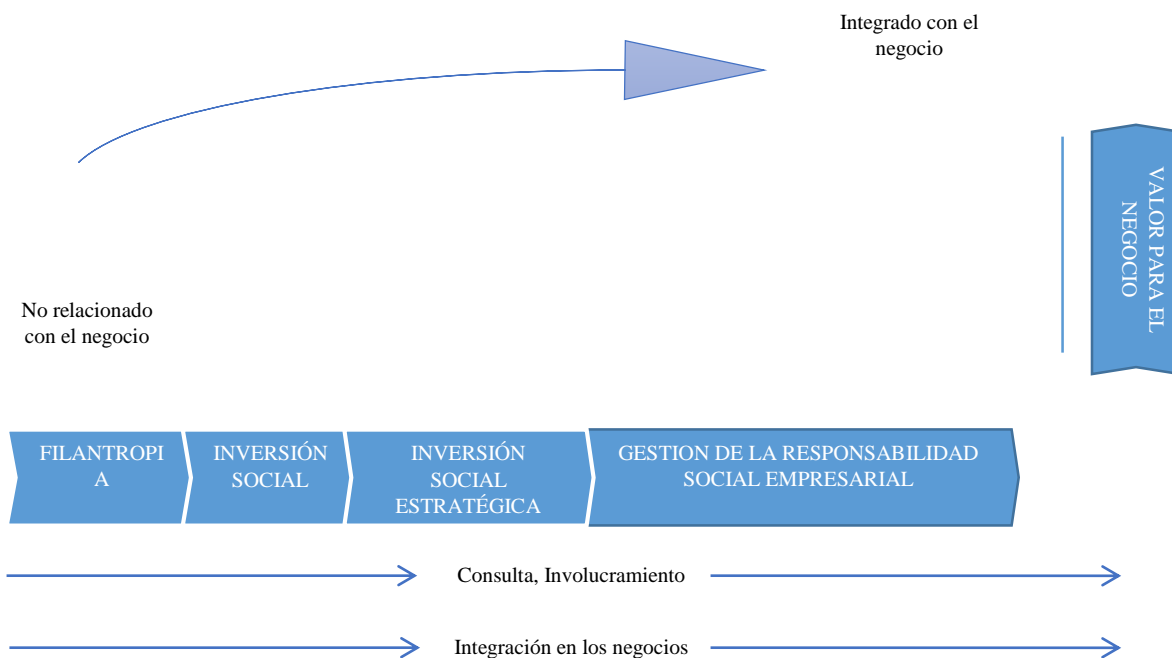 Integrado con el
negocio
VALOR PARA EL
NEGOCIO
No relacionado
con el negocio
FILANTROPI
A
INVERSIÓN
SOCIAL
INVERSIÓN
SOCIAL
ESTRATÉGICA
GESTION DE LA RESPONSABILIDAD
SOCIAL EMPRESARIAL
Consulta, Involucramiento
Integración en los negocios